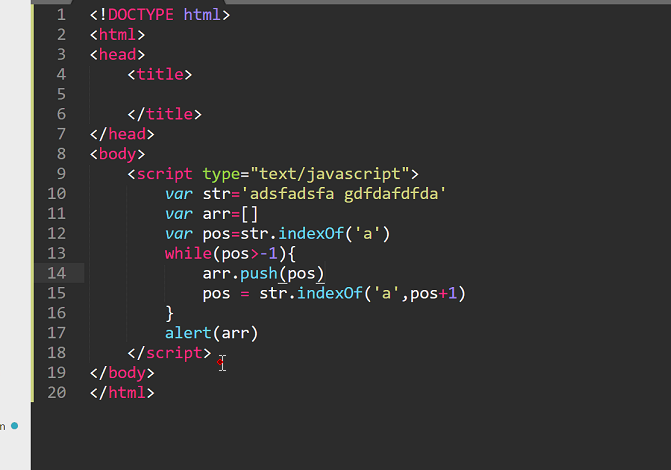 1 <!DOCTYPE html>
2 <html>
3 <head>
4 <title>
5
6 </title>
7 </head>
8 <body>
9 <script type="text/javascript">
10 var str='adsfadsfa gdfdafdfda'
11 var arr=[]
12 var pos=str.indexOf('a')
13 while(pos>-1){
14 arr.push(pos)
15 pos = str.indexOf('a',pos+1)
16 }
17 alert(arr)
18 </script>
19 </body>
20 </html>
n